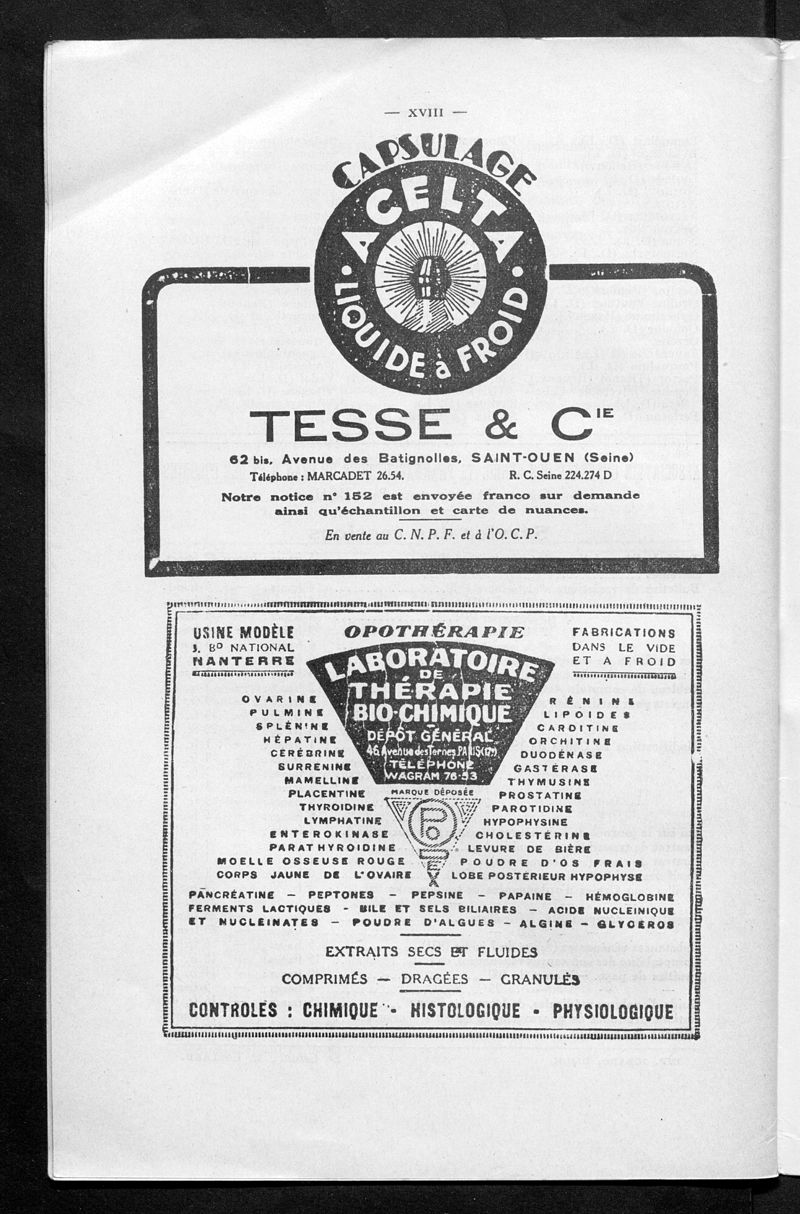 — XVIII —
CAPSULAGE
ACELTA
• LIQUIDE à FROID •
TESSE & CIE
62 bis, Avenue des Batignolles, SAINT-OUEN (Seine)
Téléphone : MARCADET 26.54.
R. C. Seine 224.274 D
Notre notice n° 152 est envoyée franco sur demande
ainsi qu'échantillon et carte de nuances.
En vente au C. N. P. F. et à l'O. C. P.
USINE MODÈLE
BD NATIONAL
NANTERRE
OPOTHÉRAPIE
FABRICATIONS
DANS LE VIDE
ET A FROID
LABORATOIRE
DE
THÉRAPIE
BIO-CHIMIQUE
DÉPÔT GÉNÉRAL
46, Avenue des Ternes, PARIS (17e)
TÉLÉPHONE
WAGRAM 76-53
MARQUE DÉPOSÉE
OVARINE
PULMINE
SPLÉNINE
HÉPATINE
CÉRÉBRINE
SURRÉNINE
MAMELLINE
PLACENTINE
THYROIDINE
LYMPHATINE
ENTEROKINASE
PARATHYROIDINE
MOELLE OSSEUSE ROUGE
CORPS JAUNE DE L'OVAIRE
RÉNINE
LIPOIDES
CARDITINE
ORCHITINE
DUODÉNASE
GASTÉRASE
THYMUSINE
PROSTATINE
PAROTIDINE
HYPOPHYSINE
CHOLESTÉRINE
LEVURE DE BIÈRE
POUDRE D'OS FRAIS
LOBE POSTÉRIEUR HYPOPHYSE
PANCRÉATINE — PEPTONES — PEPSINE — PAPAINE — HÉMOGLOBINE
FERMENTS LACTIQUES - BILE ET SELS BILIAIRES — ACIDE NUCLEINIQUE
ET NUCLÉINATES — POUDRE D'ALGUES — ALGINE — GLYCÉROS
EXTRAITS SECS ET FLUIDES
COMPRIMÉS — DRAGÉES — GRANULÉS
CONTROLES : CHIMIQUE - HISTOLOGIQUE - PHYSIOLOGIQUE